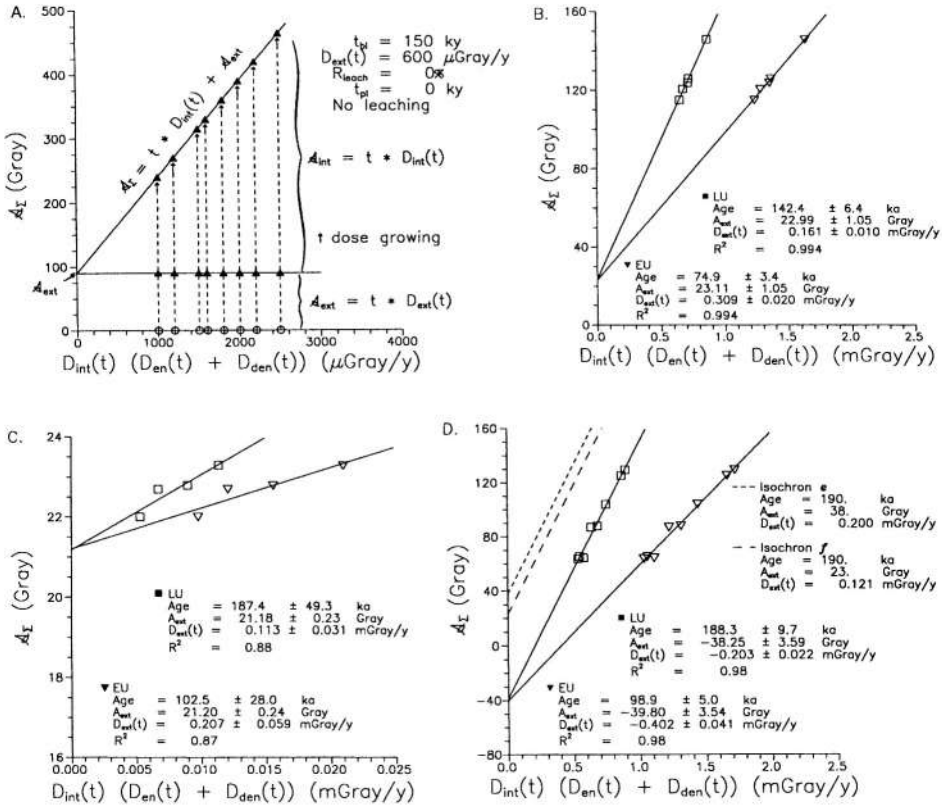 A.
t_bl = 150 ky
D_ext(t) = 600 μGray/y
R_leach = 0%
t_pl = 0 ky
No leaching
A_Σ = t * D_int(t) + A_ext
A_int = t * D_int(t)
↑ dose growing
A_ext = t * D_ext(t)
A_ext
A_Σ (Gray)
500
400
300
200
100
0
0 1000 2000 3000 4000
D_int(t) (D_en(t) + D_den(t)) (μGray/y)
B.
A_Σ (Gray)
160
120
80
40
0
■ LU
Age = 142.4 ± 6.4 ka
A_ext = 22.99 ± 1.05 Gray
D_ext(t) = 0.161 ± 0.010 mGray/y
R² = 0.994
▼ EU
Age = 74.9 ± 3.4 ka
A_ext = 23.11 ± 1.05 Gray
D_ext(t) = 0.309 ± 0.020 mGray/y
R² = 0.994
0.0 0.5 1.0 1.5 2.0 2.5
D_int(t) (D_en(t) + D_den(t)) (mGray/y)
C.
A_Σ (Gray)
24
22
20
18
16
■ LU
Age = 187.4 ± 49.3 ka
A_ext = 21.18 ± 0.23 Gray
D_ext(t) = 0.113 ± 0.031 mGray/y
R² = 0.88
▼ EU
Age = 102.5 ± 28.0 ka
A_ext = 21.20 ± 0.24 Gray
D_ext(t) = 0.207 ± 0.059 mGray/y
R² = 0.87
0.000 0.005 0.010 0.015 0.020 0.025
D_int(t) (D_en(t) + D_den(t)) (mGray/y)
D.
A_Σ (Gray)
160
120
80
40
0
-40
-80
Isochron e
Age = 190. ka
A_ext = 38. Gray
D_ext(t) = 0.200 mGray/y
Isochron f
Age = 190. ka
A_ext = 23. Gray
D_ext(t) = 0.121 mGray/y
■ LU
Age = 188.3 ± 9.7 ka
A_ext = -38.25 ± 3.59 Gray
D_ext(t) = -0.203 ± 0.022 mGray/y
R² = 0.98
▼ EU
Age = 98.9 ± 5.0 ka
A_ext = -39.80 ± 3.54 Gray
D_ext(t) = -0.402 ± 0.041 mGray/y
R² = 0.98
0.0 0.5 1.0 1.5 2.0 2.5
D_int(t) (D_en(t) + D_den(t)) (mGray/y)